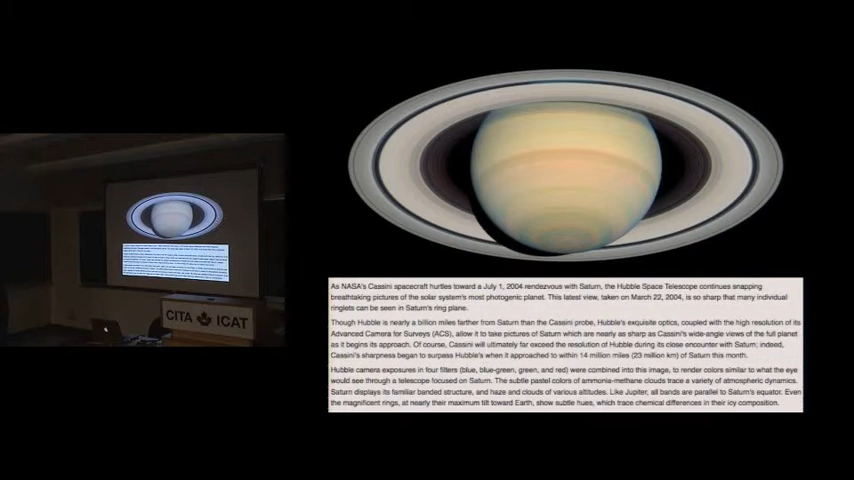 As NASA's Cassini spacecraft hurtles toward a July 1, 2004 rendezvous with Saturn, the Hubble Space Telescope continues snapping
breathtaking pictures of the solar system's most photogenic planet. This latest view, taken on March 22, 2004, is so sharp that many individual
ringlets can be seen in Saturn's ring plane.
Though Hubble is nearly a billion miles farther from Saturn than the Cassini probe, Hubble's exquisite optics, coupled with the high resolution of its
Advanced Camera for Surveys (ACS), allow it to take pictures of Saturn which are nearly as sharp as Cassini's wide-angle views of the full planet
as it begins its approach. Of course, Cassini will ultimately far exceed the resolution of Hubble during its close encounter with Saturn; indeed,
Cassini's sharpness began to surpass Hubble's when it approached to within 14 million miles (23 million km) of Saturn this month.
Hubble camera exposures in four filters (blue, blue-green, green, and red) were combined into this image, to render colors similar to what the eye
would see through a telescope focused on Saturn. The subtle pastel colors of ammonia-methane clouds trace a variety of atmospheric dynamics.
Saturn displays its familiar banded structure, and haze and clouds of various altitudes. Like Jupiter, all bands are parallel to Saturn's equator. Even
the magnificent rings, at nearly their maximum tilt toward Earth, show subtle hues, which trace chemical differences in their icy composition.
CITA ICAT